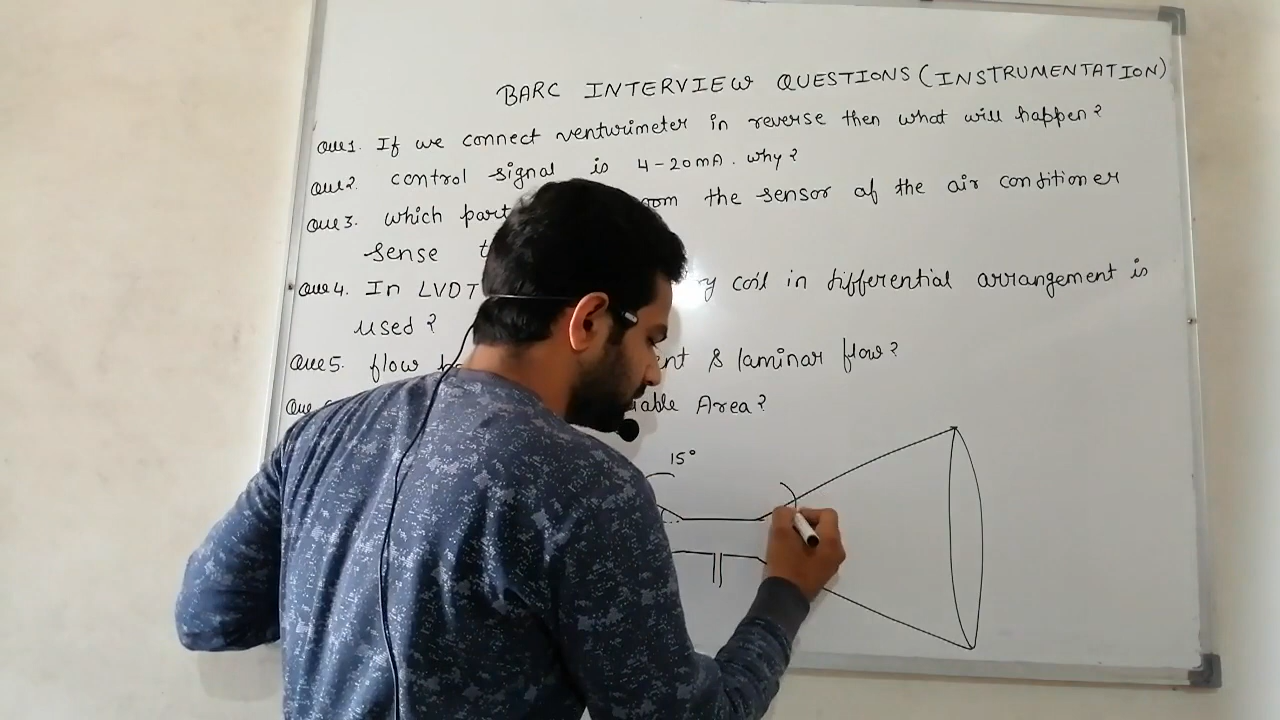 BARC INTERVIEW QUESTIONS (INSTRUMENTATION)
Que1. If we connect venturimeter in reverse then what will happen?
Que2. control signal is 4-20mA. why?
Que3. which part the sensor of the air conditioner
sense
Que4. In LVDT coil in differential arrangement is
used?
Que5. flow & laminar flow?
Que Area?
15°